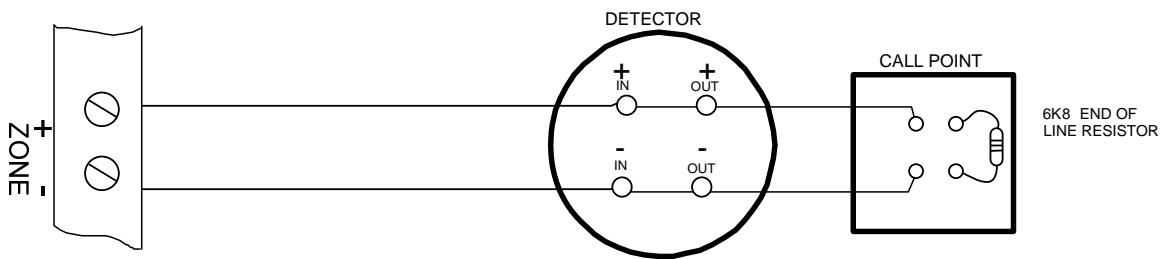 DETECTOR
CALL POINT
+ +
IN OUT
6K8 END OF
LINE RESISTOR
ZONE
+
-
- -
IN OUT